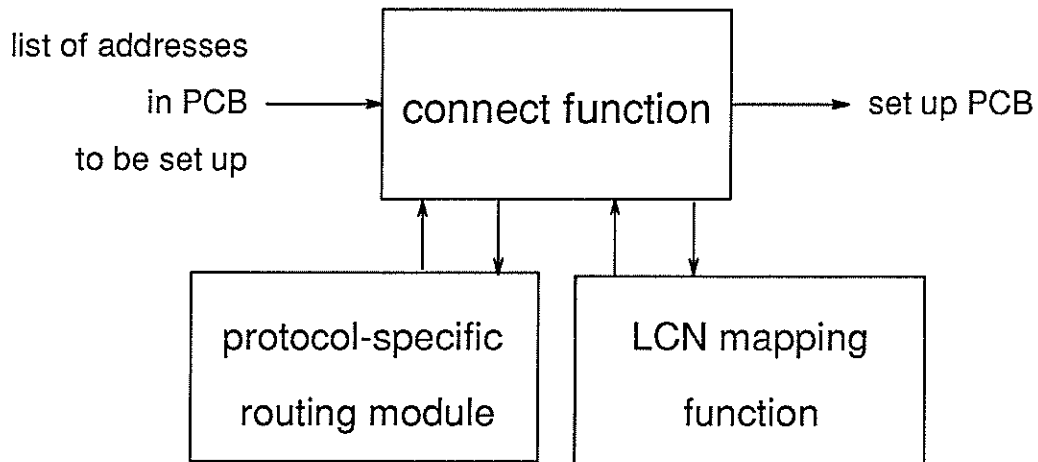 list of addresses
in PCB
to be set up
connect function
set up PCB
protocol-specific
routing module
LCN mapping
function